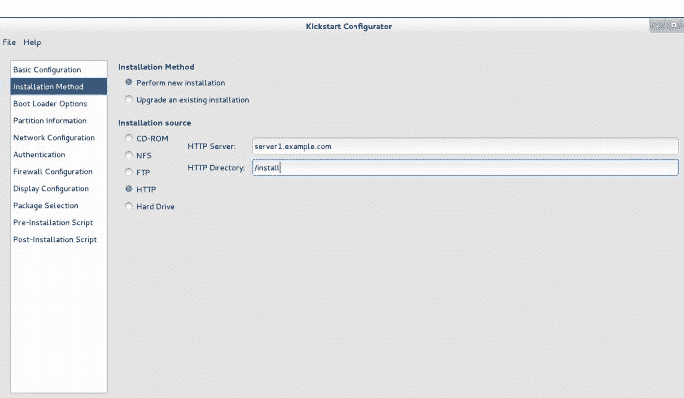 Kickstart Configurator
File Help
Basic Configuration
Installation Method
Boot Loader Options
Partition Information
Network Configuration
Authentication
Firewall Configuration
Display Configuration
Package Selection
Pre-Installation Script
Post-Installation Script
Installation Method
Perform new installation
Upgrade an existing installation
Installation source
CD-ROM
NFS
FTP
HTTP
Hard Drive
HTTP Server: server1.example.com
HTTP Directory: /install